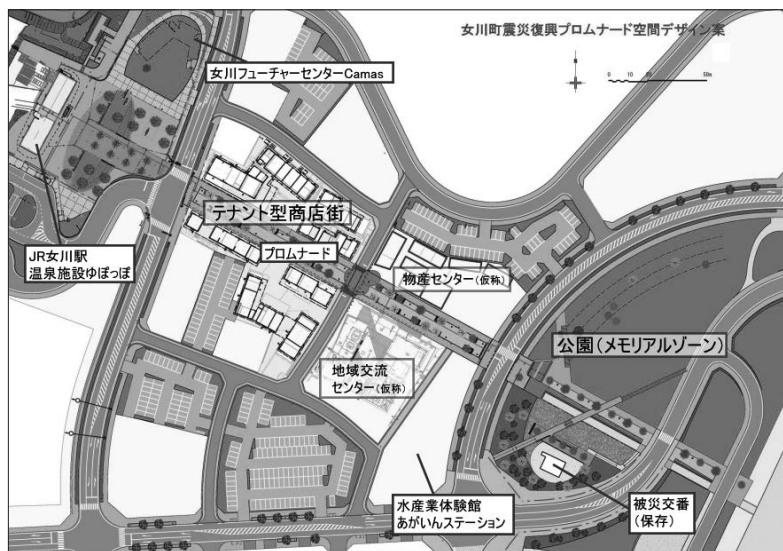 女川町震災復興プロムナード空間デザイン案
0 10 20 50m
女川フューチャーセンターCamas
テナント型商店街
プロムナード
JR女川駅
温泉施設ゆぽっぽ
物産センター(仮称)
地域交流
センター(仮称)
公園(メモリアルゾーン)
水産業体験館
あがいんステーション
被災交番
(保存)